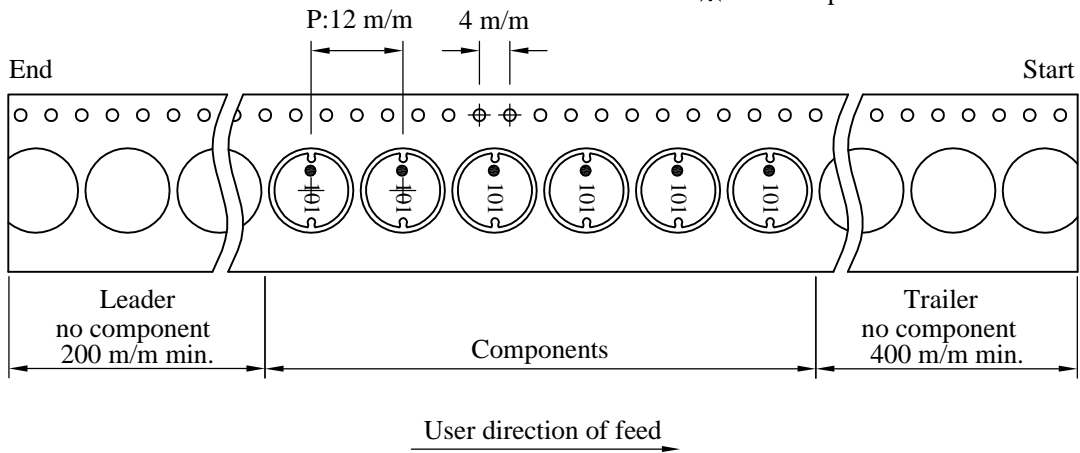 P:12 m/m
4 m/m
End
Start
101
101
101
101
101
101
Leader
no component
200 m/m min.
Components
Trailer
no component
400 m/m min.
User direction of feed